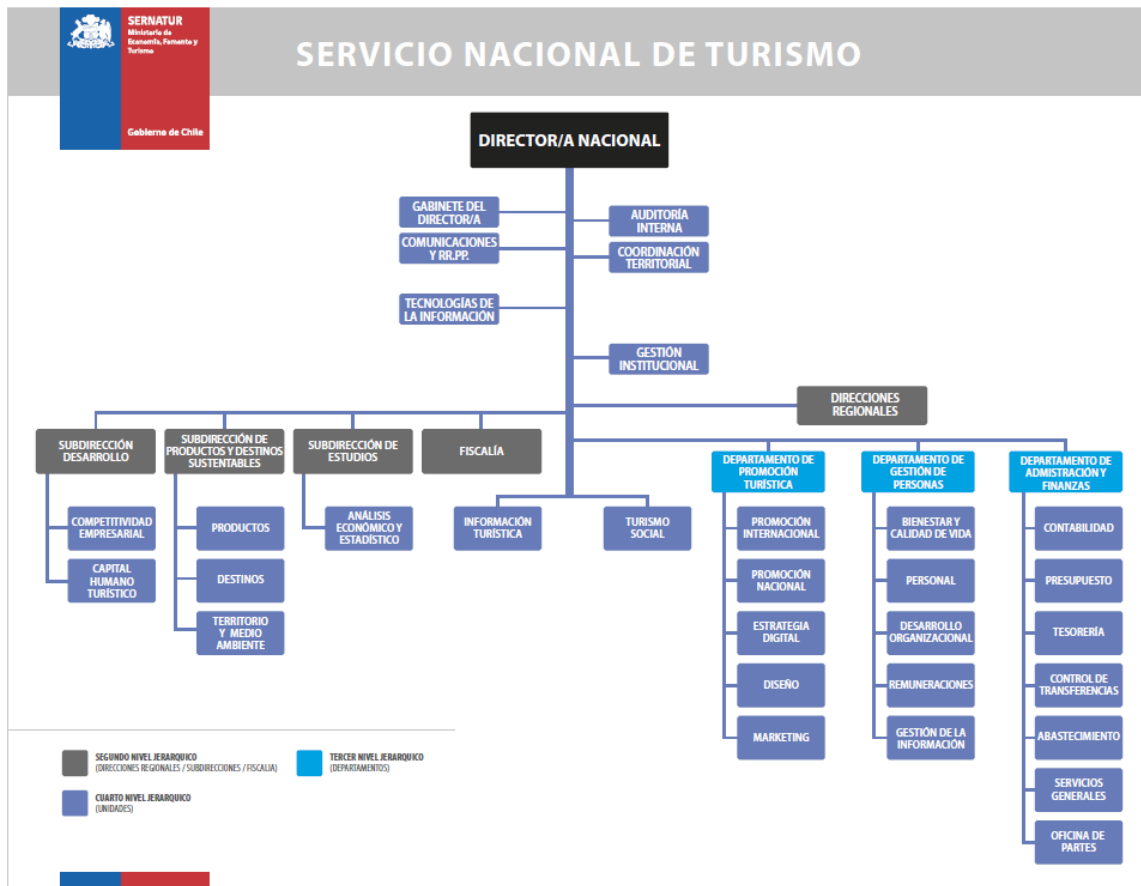 SERNATUR
Ministerio de
Economía, Fomento y
Turismo
Gobierno de Chile
SERVICIO NACIONAL DE TURISMO
DIRECTOR/A NACIONAL
GABINETE DEL
DIRECTOR/A
AUDITORÍA
INTERNA
COMUNICACIONES
Y RR.PP.
COORDINACIÓN
TERRITORIAL
TECNOLOGÍAS DE
LA INFORMACIÓN
GESTIÓN
INSTITUCIONAL
DIRECCIONES
REGIONALES
SUBDIRECCIÓN
DESARROLLO
SUBDIRECCIÓN DE
PRODUCTOS Y DESTINOS
SUSTENTABLES
SUBDIRECCIÓN DE
ESTUDIOS
FISCALÍA
DEPARTAMENTO DE
PROMOCIÓN
TURÍSTICA
DEPARTAMENTO DE
GESTIÓN DE
PERSONAS
DEPARTAMENTO DE
ADMISTRACIÓN Y
FINANZAS
COMPETITIVIDAD
EMPRESARIAL
CAPITAL
HUMANO
TURÍSTICO
PRODUCTOS
DESTINOS
TERRITORIO
Y MEDIO
AMBIENTE
ANÁLISIS
ECONÓMICO Y
ESTADÍSTICO
INFORMACIÓN
TURÍSTICA
TURISMO
SOCIAL
PROMOCIÓN
INTERNACIONAL
PROMOCIÓN
NACIONAL
ESTRATEGIA
DIGITAL
DISEÑO
MARKETING
BIENESTAR Y
CALIDAD DE VIDA
PERSONAL
DESARROLLO
ORGANIZACIONAL
REMUNERACIONES
GESTIÓN DE LA
INFORMACIÓN
CONTABILIDAD
PRESUPUESTO
TESORERÍA
CONTROL DE
TRANSFERENCIAS
ABASTECIMIENTO
SERVICIOS
GENERALES
OFICINA DE
PARTES
SEGUNDO NIVEL JERARQUICO
(DIRECCIONES REGIONALES / SUBDIRECCIONES / FISCALIA)
TERCER NIVEL JERARQUICO
(DEPARTAMENTOS)
CUARTO NIVEL JERARQUICO
(UNIDADES)